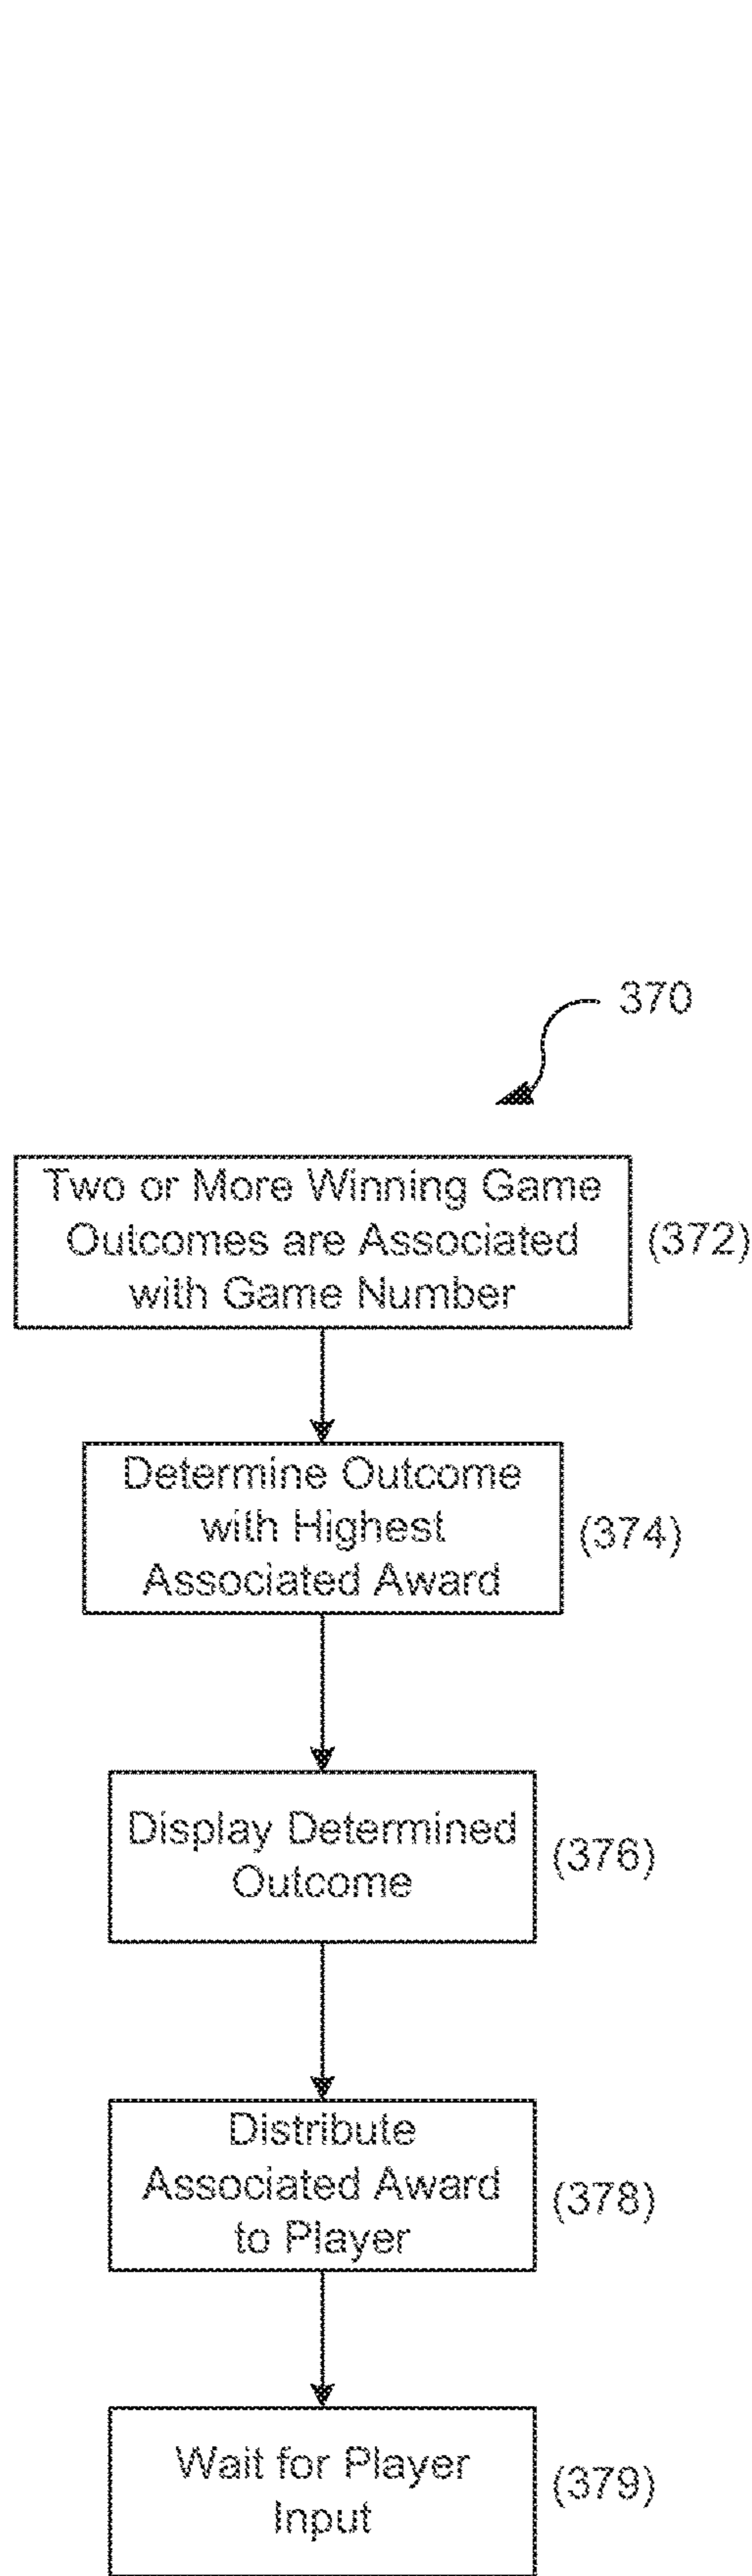 370
Two or More Winning Game
Outcomes are Associated
with Game Number
(372)
Determine Outcome
with Highest
Associated Award
(374)
Display Determined
Outcome
(376)
Distribute
Associated Award
to Player
(378)
Wait for Player
Input
(379)